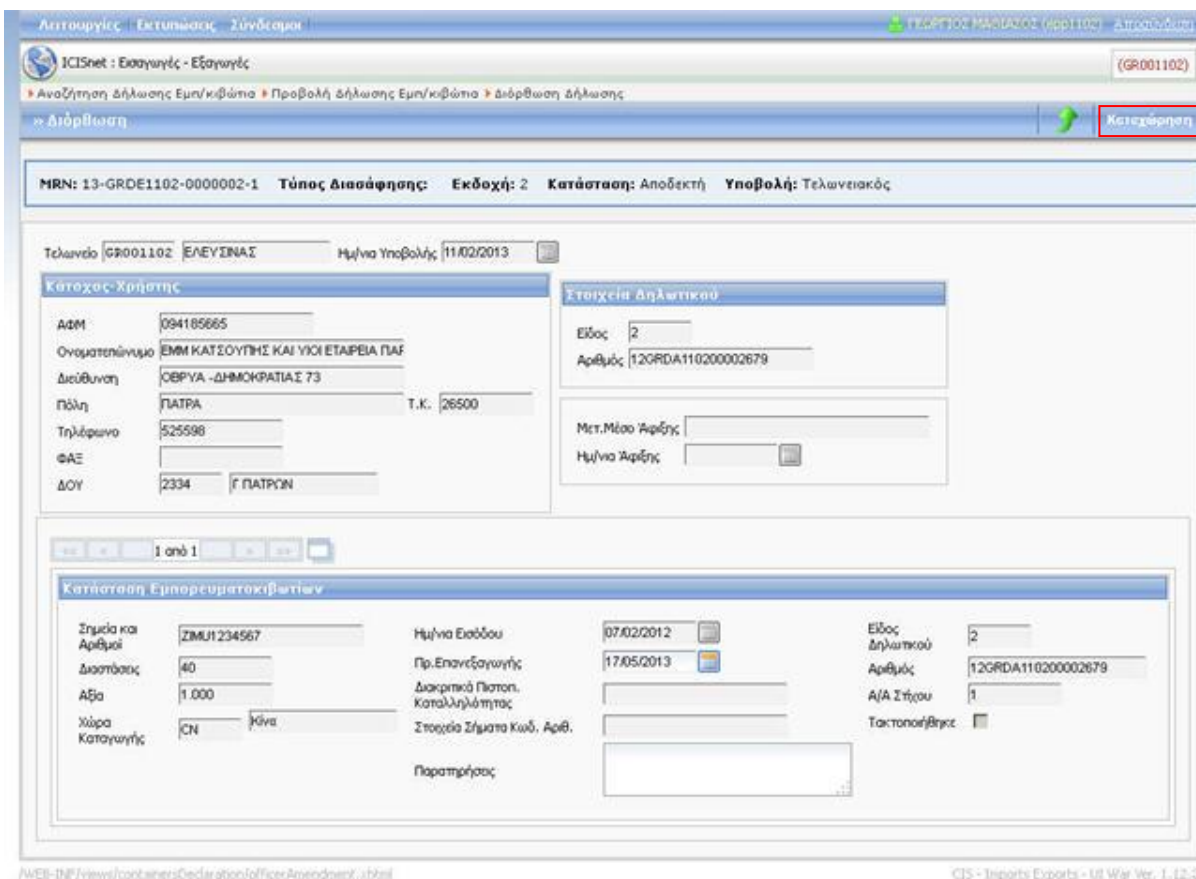 Λειτουργίες Εκτυπώσεις Σύνδεσμοι
ΓΕΩΡΓΙΟΣ (epp1102) Αποσύνδεση
ICISnet : Εισαγωγές - Εξαγωγές
(GR001102)
Αναζήτηση Δήλωσης Εμπ/κιβώτια Προβολή Δήλωσης Εμπ/κιβώτια Διόρθωση Δήλωσης
» Διόρθωση
Καταχώρηση
MRN: 13-GRDE1102-0000002-1 Τύπος Διασάφησης: Εκδοχή: 2 Κατάσταση: Αποδεκτή Υποβολή: Τελωνειακός
Τελωνείο GR001102 ΕΛΕΥΣΙΝΑΣ Ημ/νια Υποβολής 11/02/2013
Κάτοχος-Χρήστης
ΑΦΜ 094185665
Ονοματεπώνυμο ΕΜΜ ΚΑΤΣΟΥΠΗΣ ΚΑΙ ΥΙΟΙ ΕΤΑΙΡΕΙΑ ΠΑΡ
Διεύθυνση ΟΒΡΥΑ -ΔΗΜΟΚΡΑΤΙΑΣ 73
Πόλη ΠΑΤΡΑ Τ.Κ. 26500
Τηλέφωνο 525598
ΦΑΞ
ΔΟΥ 2334 Γ ΠΑΤΡΩΝ
Στοιχεία Δηλωτικού
Είδος 2
Αριθμός 12GRDA110200002679
Μετ.Μέσο Άφιξης
Ημ/νια Άφιξης
1 από 1
Κατάσταση Εμπορευματοκιβωτίων
Σημεία και Αριθμοί ZIMU1234567
Διαστάσεις 40
Αξία 1.000
Χώρα Καταγωγής CN Κίνα
Ημ/νια Εισόδου 07/02/2012
Πρ.Επανεξαγωγής 17/05/2013
Διακριτικά Πιστοπ. Καταλληλότητας
Στοιχεία Σήματα Κωδ. Αριθ.
Παρατηρήσεις
Είδος Δηλωτικού 2
Αριθμός 12GRDA110200002679
Α/Α Στίχου 1
Τακτοποιήθηκε
/WEB-INF/views/containersDeclaration/officerAmendment.xhtml
CIS - Imports Exports - UI War Ver. 1.12.